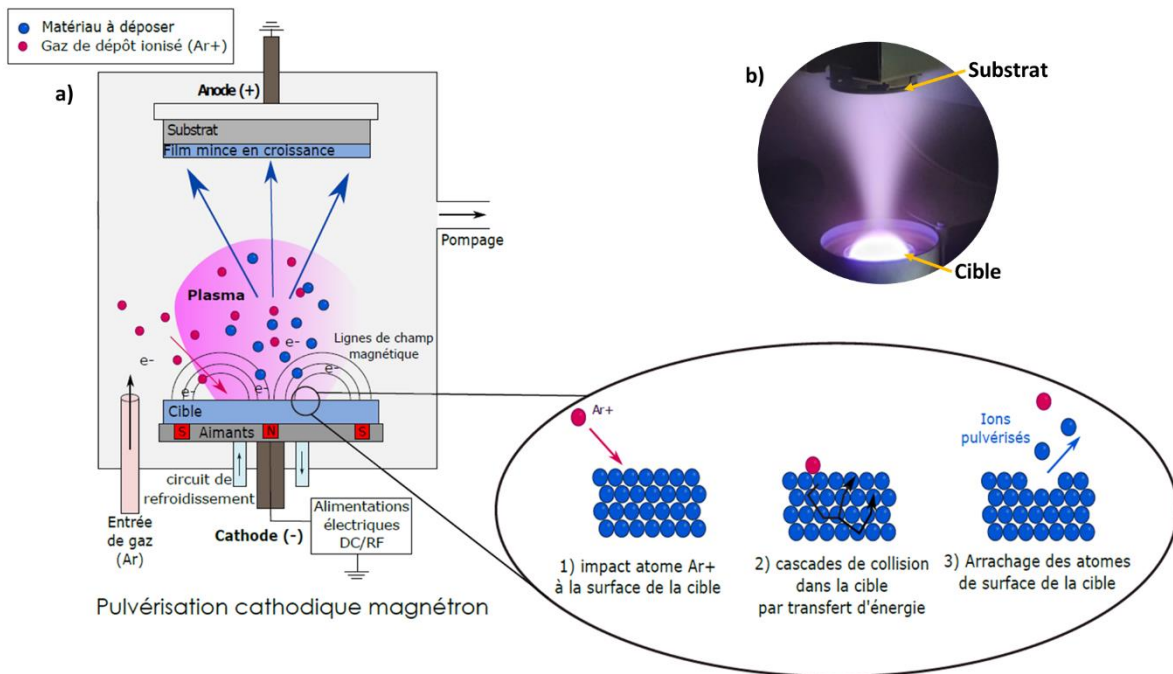 Matériau à déposer
Gaz de dépôt ionisé (Ar+)
a)
Anode (+)
Substrat
Film mince en croissance
Pompage
Plasma
Lignes de champ
magnétique
e-
e-
e-
e-
e-
Cible
S
Aimants
N
S
circuit de
refroidissement
Entrée
de gaz
(Ar)
Cathode (-)
Alimentations
électriques
DC/RF
Pulvérisation cathodique magnétron
b)
Substrat
Cible
Ar+
1) impact atome Ar+
à la surface de la cible
2) cascades de collision
dans la cible
par transfert d'énergie
Ions
pulvérisés
3) Arrachage des atomes
de surface de la cible